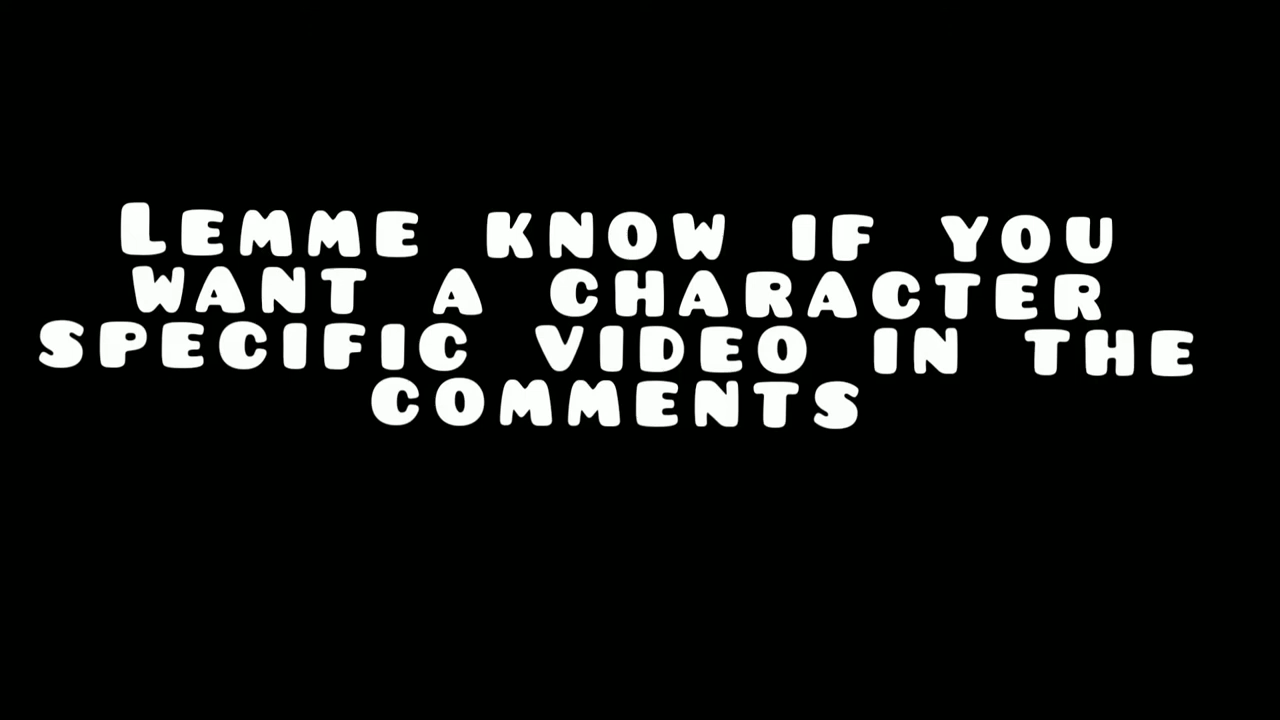 Lemme know if you
want a character
specific video in the
comments